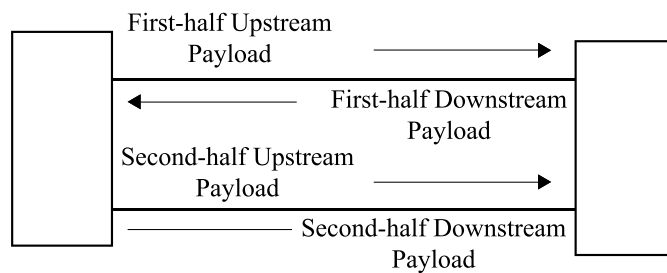 First-half Upstream
Payload
First-half Downstream
Payload
Second-half Upstream
Payload
Second-half Downstream
Payload